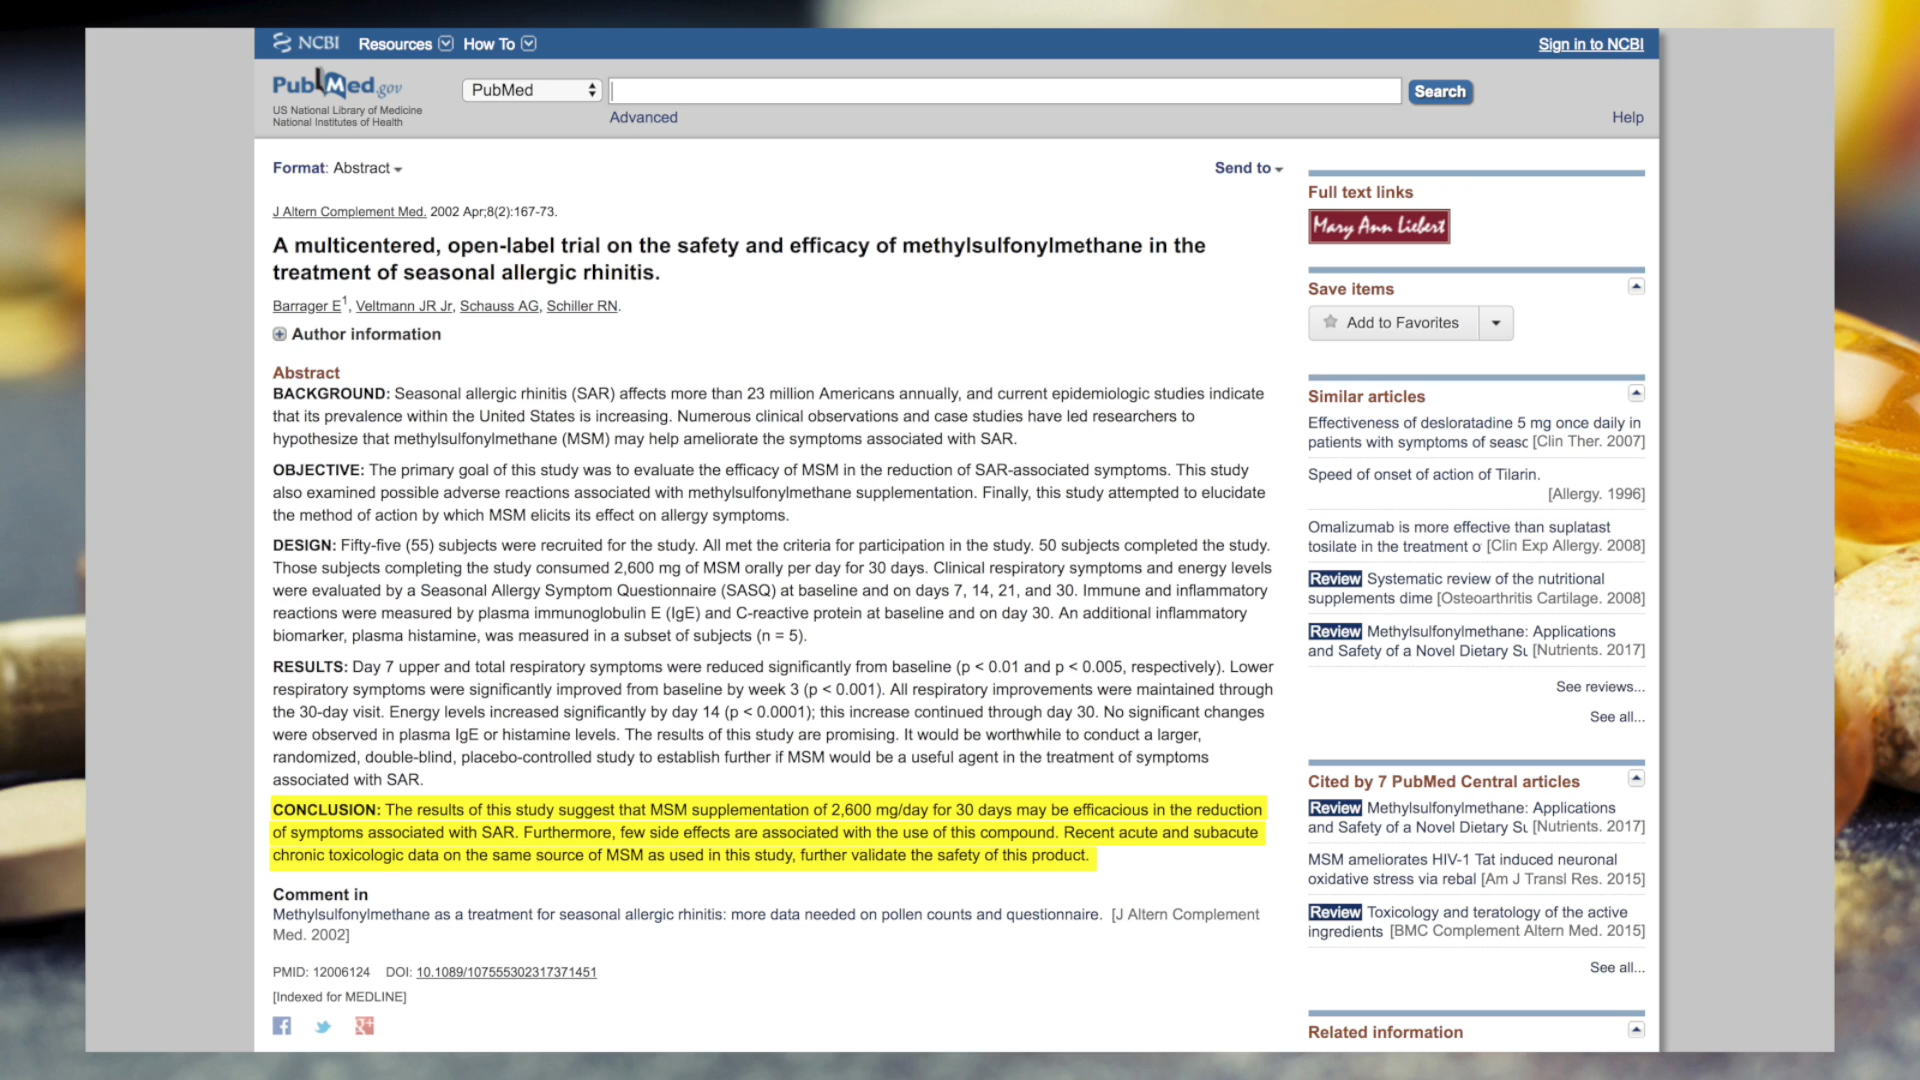 NCBI Resources How To Sign in to NCBI
PubMed.gov
US National Library of Medicine
National Institutes of Health
PubMed
Search
Advanced
Help
Format: Abstract
Send to
J Altern Complement Med. 2002 Apr;8(2):167-73.
A multicentered, open-label trial on the safety and efficacy of methylsulfonylmethane in the
treatment of seasonal allergic rhinitis.
Barrager E1, Veltmann JR Jr, Schauss AG, Schiller RN.
Author information
Abstract
BACKGROUND: Seasonal allergic rhinitis (SAR) affects more than 23 million Americans annually, and current epidemiologic studies indicate
that its prevalence within the United States is increasing. Numerous clinical observations and case studies have led researchers to
hypothesize that methylsulfonylmethane (MSM) may help ameliorate the symptoms associated with SAR.
OBJECTIVE: The primary goal of this study was to evaluate the efficacy of MSM in the reduction of SAR-associated symptoms. This study
also examined possible adverse reactions associated with methylsulfonylmethane supplementation. Finally, this study attempted to elucidate
the method of action by which MSM elicits its effect on allergy symptoms.
DESIGN: Fifty-five (55) subjects were recruited for the study. All met the criteria for participation in the study. 50 subjects completed the study.
Those subjects completing the study consumed 2,600 mg of MSM orally per day for 30 days. Clinical respiratory symptoms and energy levels
were evaluated by a Seasonal Allergy Symptom Questionnaire (SASQ) at baseline and on days 7, 14, 21, and 30. Immune and inflammatory
reactions were measured by plasma immunoglobulin E (IgE) and C-reactive protein at baseline and on day 30. An additional inflammatory
biomarker, plasma histamine, was measured in a subset of subjects (n = 5).
RESULTS: Day 7 upper and total respiratory symptoms were reduced significantly from baseline (p < 0.01 and p < 0.005, respectively). Lower
respiratory symptoms were significantly improved from baseline by week 3 (p < 0.001). All respiratory improvements were maintained through
the 30-day visit. Energy levels increased significantly by day 14 (p < 0.0001); this increase continued through day 30. No significant changes
were observed in plasma IgE or histamine levels. The results of this study are promising. It would be worthwhile to conduct a larger,
randomized, double-blind, placebo-controlled study to establish further if MSM would be a useful agent in the treatment of symptoms
associated with SAR.
CONCLUSION: The results of this study suggest that MSM supplementation of 2,600 mg/day for 30 days may be efficacious in the reduction
of symptoms associated with SAR. Furthermore, few side effects are associated with the use of this compound. Recent acute and subacute
chronic toxicologic data on the same source of MSM as used in this study, further validate the safety of this product.
Comment in
Methylsulfonylmethane as a treatment for seasonal allergic rhinitis: more data needed on pollen counts and questionnaire. [J Altern Complement
Med. 2002]
PMID: 12006124 DOI: 10.1089/107555302317371451
[Indexed for MEDLINE]
Full text links
Mary Ann Liebert
Save items
Add to Favorites
Similar articles
Effectiveness of desloratadine 5 mg once daily in
patients with symptoms of seasc [Clin Ther. 2007]
Speed of onset of action of Tilarin.
[Allergy. 1996]
Omalizumab is more effective than suplatast
tosilate in the treatment o [Clin Exp Allergy. 2008]
Review Systematic review of the nutritional
supplements dime [Osteoarthritis Cartilage. 2008]
Review Methylsulfonylmethane: Applications
and Safety of a Novel Dietary Su [Nutrients. 2017]
See reviews...
See all...
Cited by 7 PubMed Central articles
Review Methylsulfonylmethane: Applications
and Safety of a Novel Dietary Su [Nutrients. 2017]
MSM ameliorates HIV-1 Tat induced neuronal
oxidative stress via rebal [Am J Transl Res. 2015]
Review Toxicology and teratology of the active
ingredients [BMC Complement Altern Med. 2015]
See all...
Related information